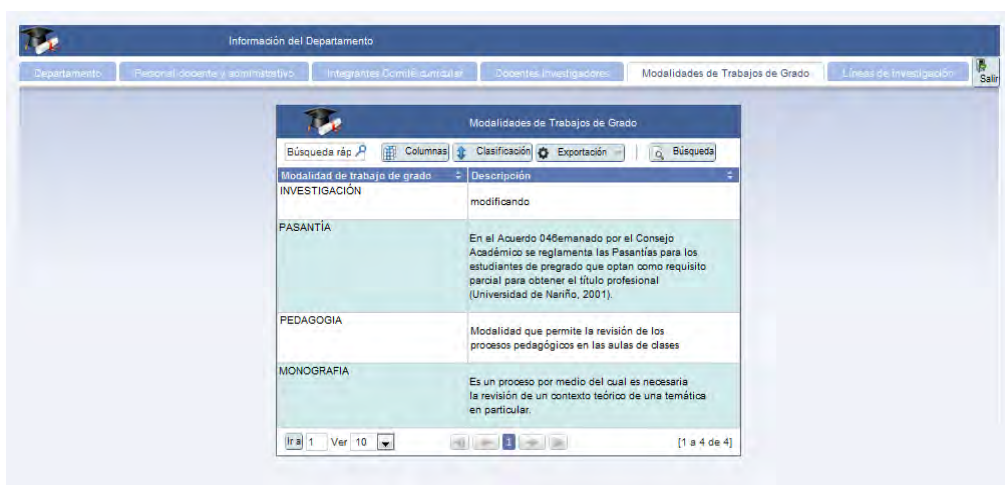 Información del Departamento
Departamento Personal docente y administrativo Integrantes Comité curricular Docentes Investigadores Modalidades de Trabajos de Grado Líneas de Investigación Salir
Modalidades de Trabajos de Grado
Búsqueda ráp Columnas Clasificación Exportación Búsqueda
Modalidad de trabajo de grado Descripción
INVESTIGACIÓN
modificando
PASANTÍA
En el Acuerdo 046emanado por el Consejo
Académico se reglamenta las Pasantías para los
estudiantes de pregrado que optan como requisito
parcial para obtener el título profesional
(Universidad de Nariño, 2001).
PEDAGOGIA
Modalidad que permite la revisión de los
procesos pedagógicos en las aulas de clases
MONOGRAFIA
Es un proceso por medio del cual es necesaria
la revisión de un contexto teórico de una temática
en particular.
Ir a 1 Ver 10 1 [1 a 4 de 4]